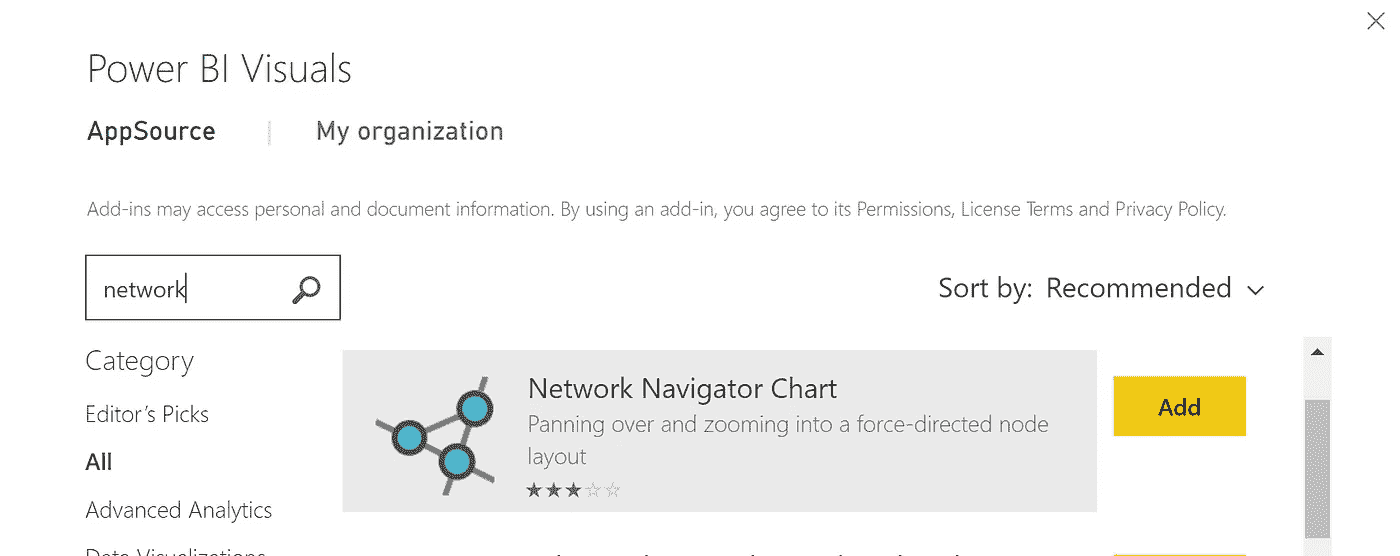 Power BI Visuals
AppSource
My organization
Add-ins may access personal and document information. By using an add-in, you agree to its Permissions, License Terms and Privacy Policy.
network
Sort by: Recommended
Category
Editor's Picks
All
Advanced Analytics
Data Visualizations
Network Navigator Chart
Panning over and zooming into a force-directed node
layout
Add